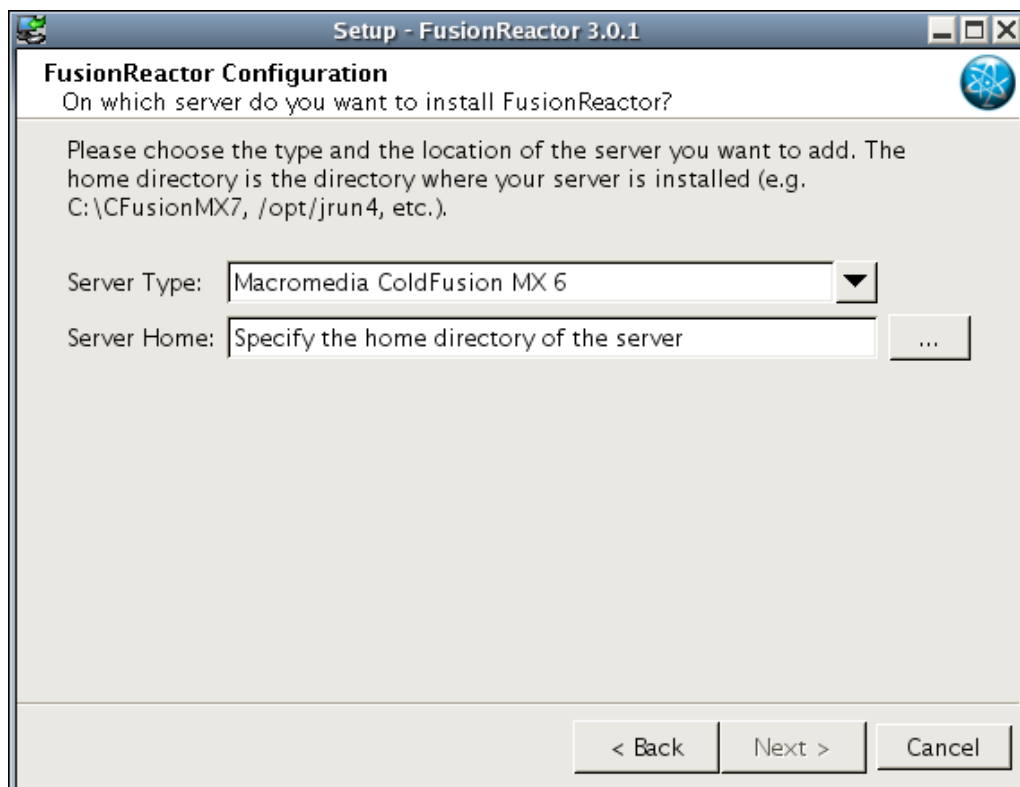 Setup - FusionReactor 3.0.1
FusionReactor Configuration
On which server do you want to install FusionReactor?
Please choose the type and the location of the server you want to add. The
home directory is the directory where your server is installed (e.g.
C:\CFusionMX7, /opt/jrun4, etc.).
Server Type: Macromedia ColdFusion MX 6
Server Home: Specify the home directory of the server ...
< Back Next > Cancel